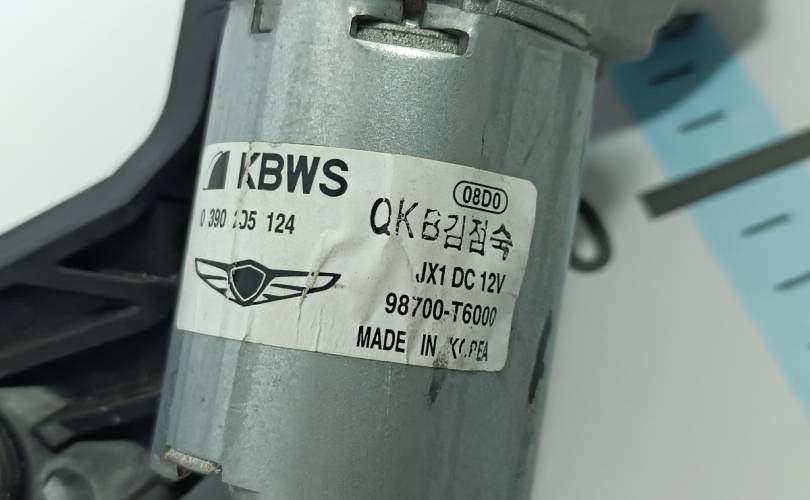 KBWS
08D0
0 390 205 124
QKB김점숙
JX1 DC 12V
98700-T6000
MADE IN KOREA